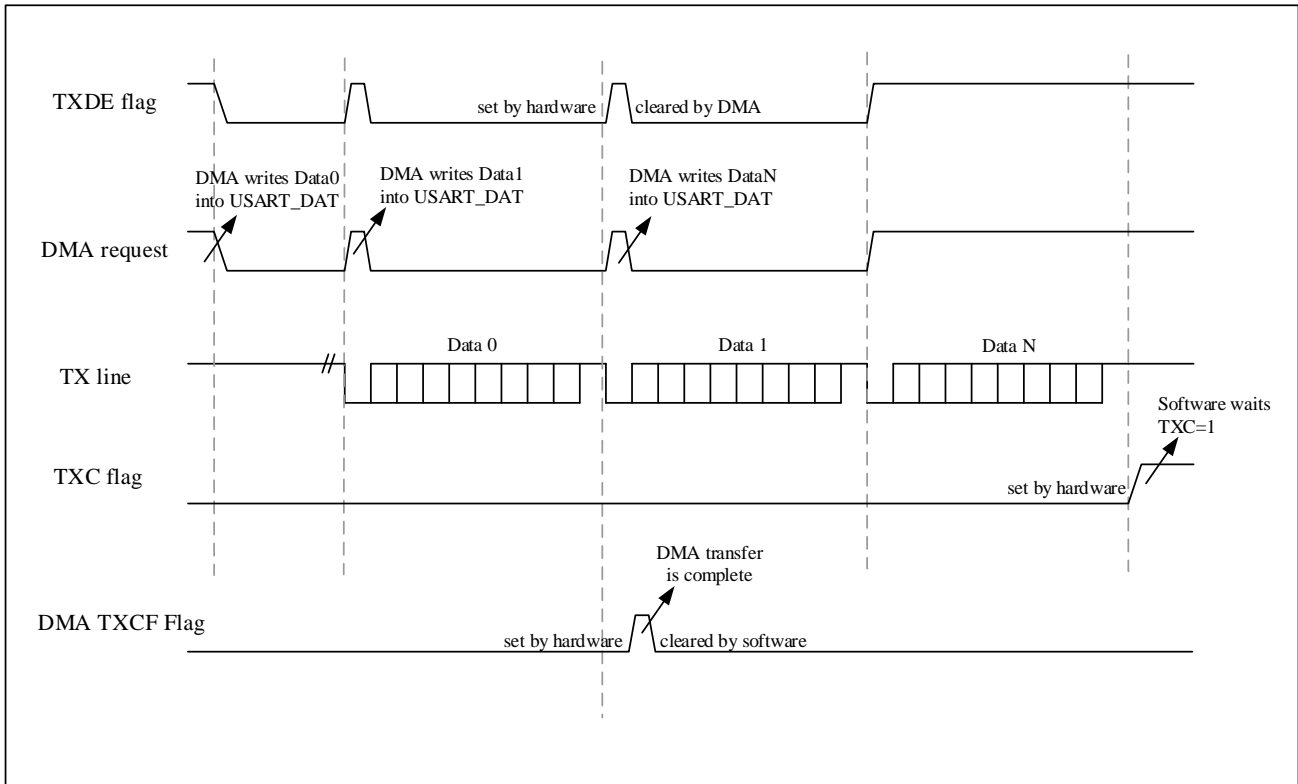 TXDE flag
set by hardware
cleared by DMA
DMA writes Data0
into USART_DAT
DMA writes Data1
into USART_DAT
DMA writes DataN
into USART_DAT
DMA request
Data 0
Data 1
Data N
TX line
Software waits
TXC=1
TXC flag
set by hardware
DMA transfer
is complete
DMA TXCF Flag
set by hardware
cleared by software